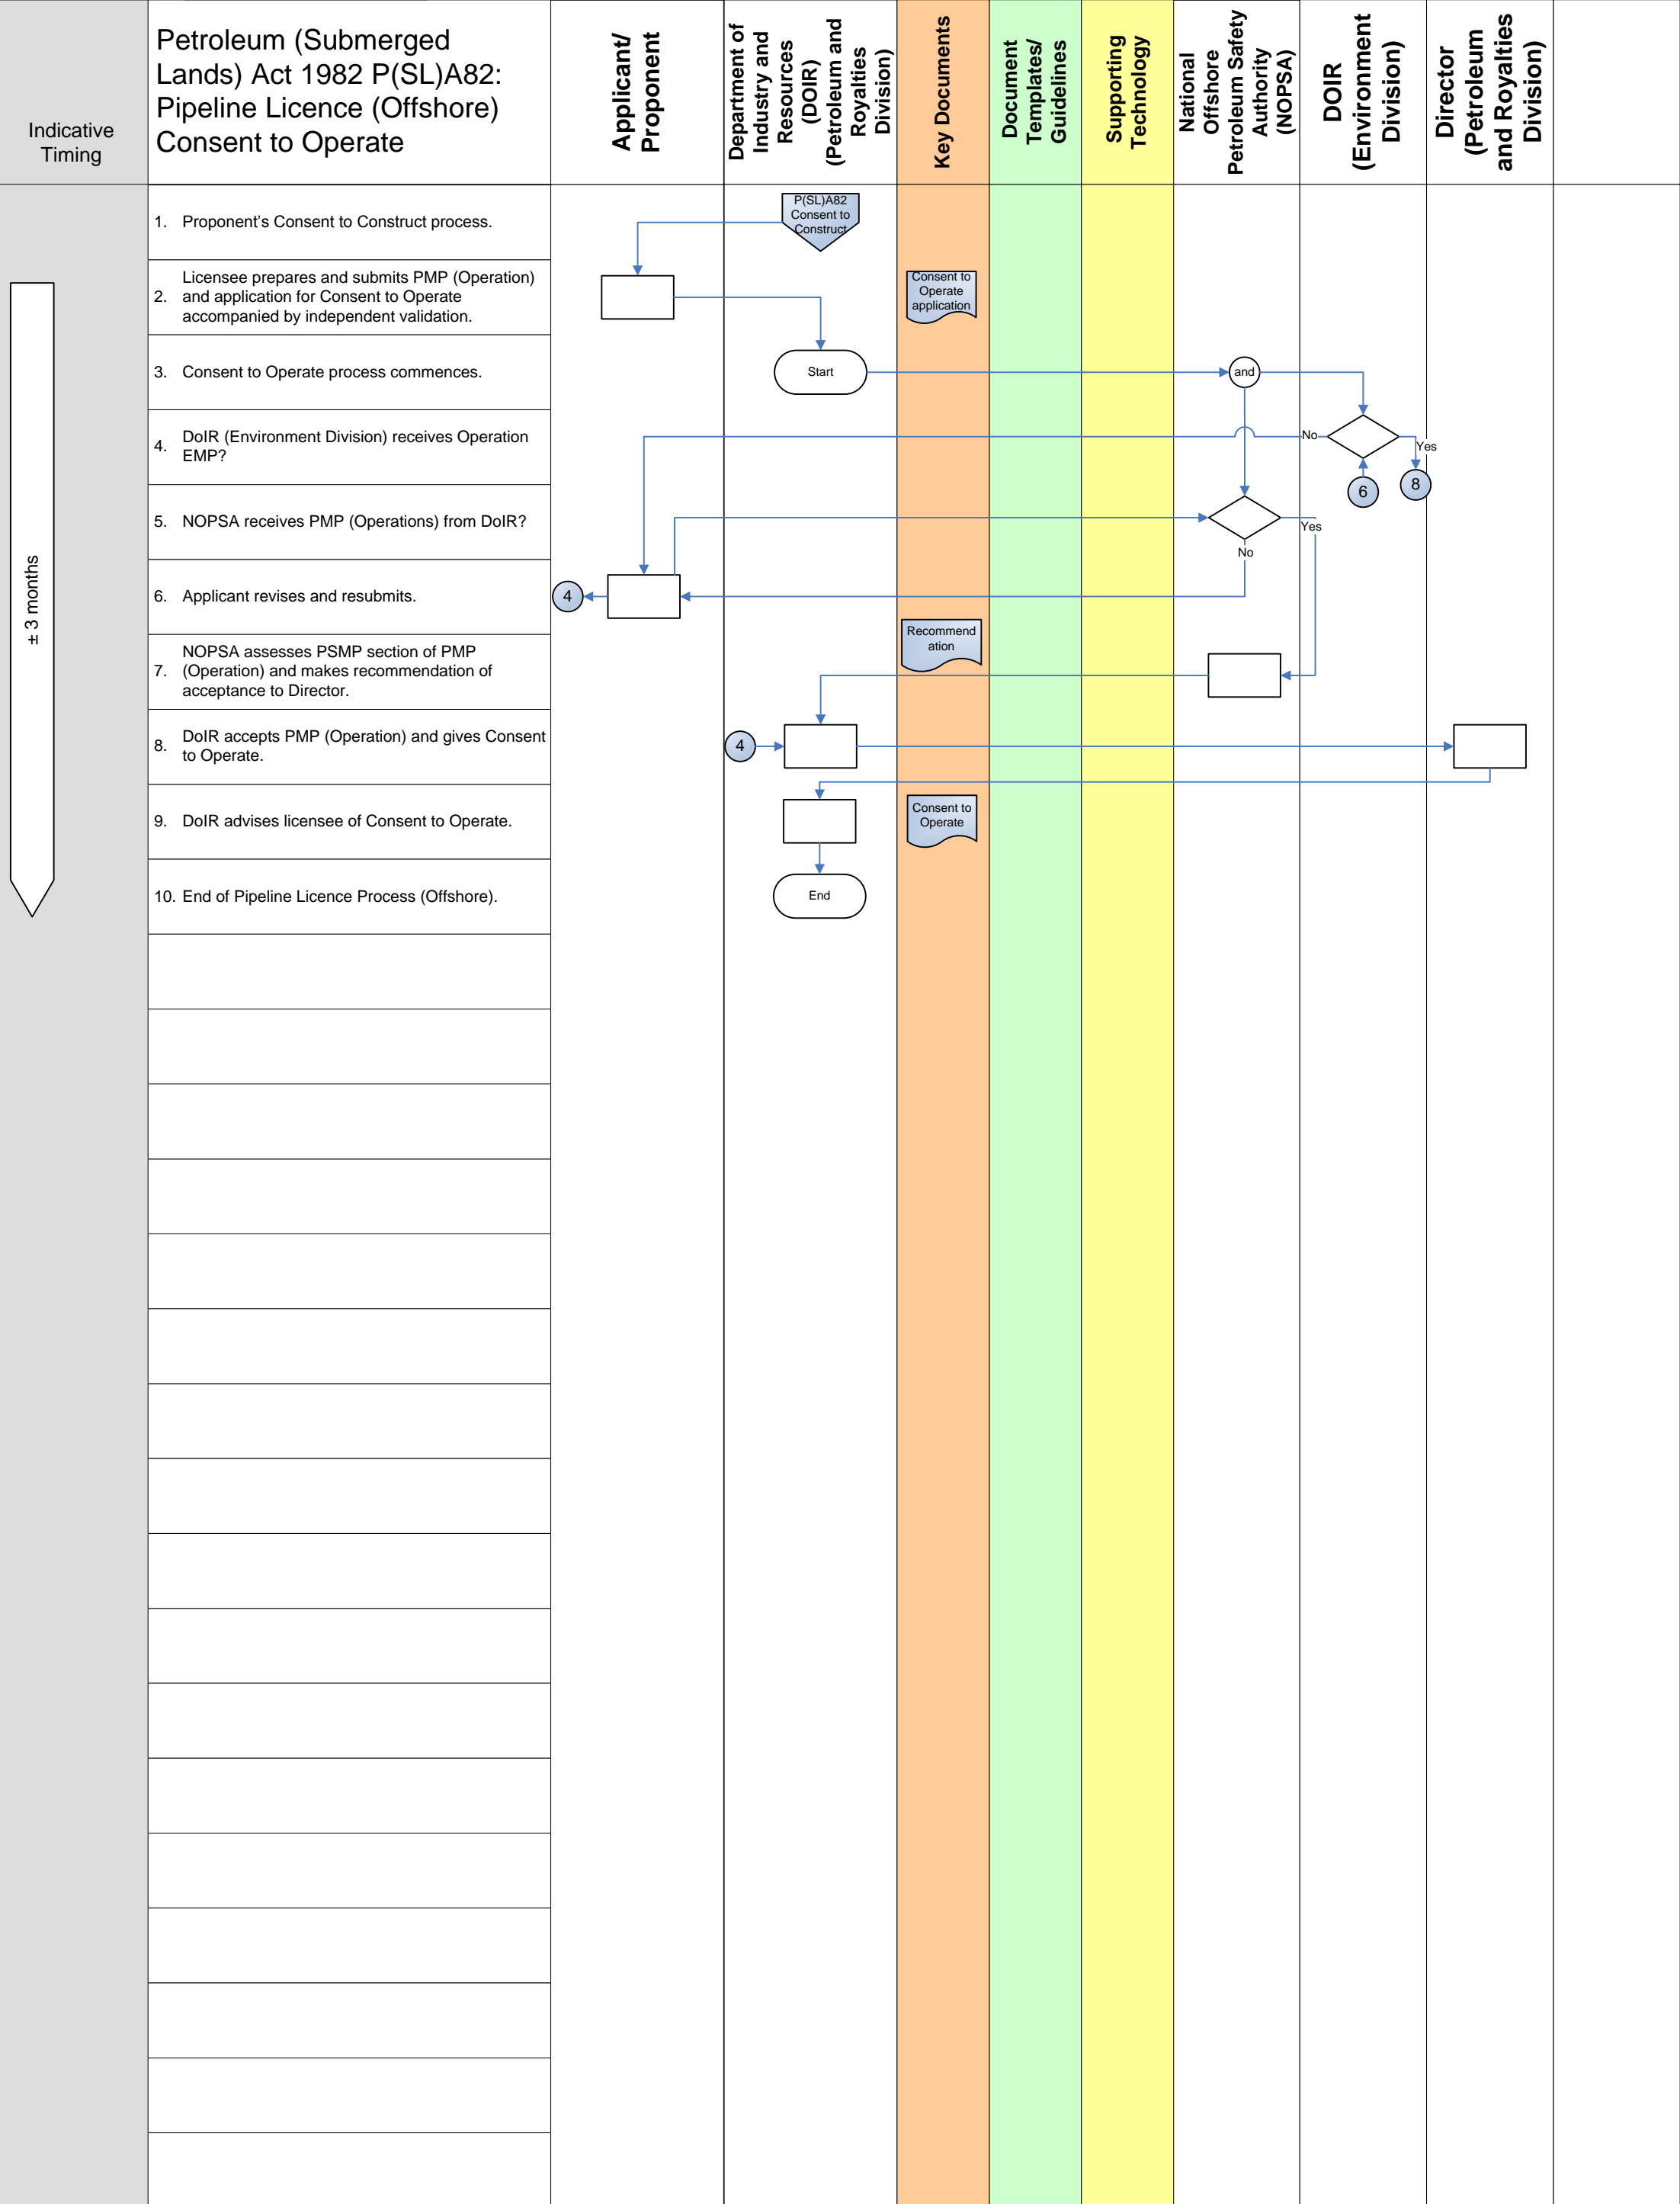 Indicative
Timing
Petroleum (Submerged
Lands) Act 1982 P(SL)A82:
Pipeline Licence (Offshore)
Consent to Operate
Applicant/
Proponent
Department of
Industry and
Resources
(DOIR)
(Petroleum and
Royalties
Division)
Key Documents
Document
Templates/
Guidelines
Supporting
Technology
National
Offshore
Petroleum Safety
Authority
(NOPSA)
DOIR
(Environment
Division)
Director
(Petroleum
and Royalties
Division)
± 3 months
1. Proponent's Consent to Construct process.
P(SL)A82
Consent to
Construct
2. Licensee prepares and submits PMP (Operation)
and application for Consent to Operate
accompanied by independent validation.
Consent to
Operate
application
3. Consent to Operate process commences.
Start
and
4. DoIR (Environment Division) receives Operation
EMP?
No
Yes
6
8
5. NOPSA receives PMP (Operations) from DoIR?
Yes
No
6. Applicant revises and resubmits.
4
7. NOPSA assesses PSMP section of PMP
(Operation) and makes recommendation of
acceptance to Director.
Recommend
ation
8. DoIR accepts PMP (Operation) and gives Consent
to Operate.
4
9. DoIR advises licensee of Consent to Operate.
Consent to
Operate
10. End of Pipeline Licence Process (Offshore).
End